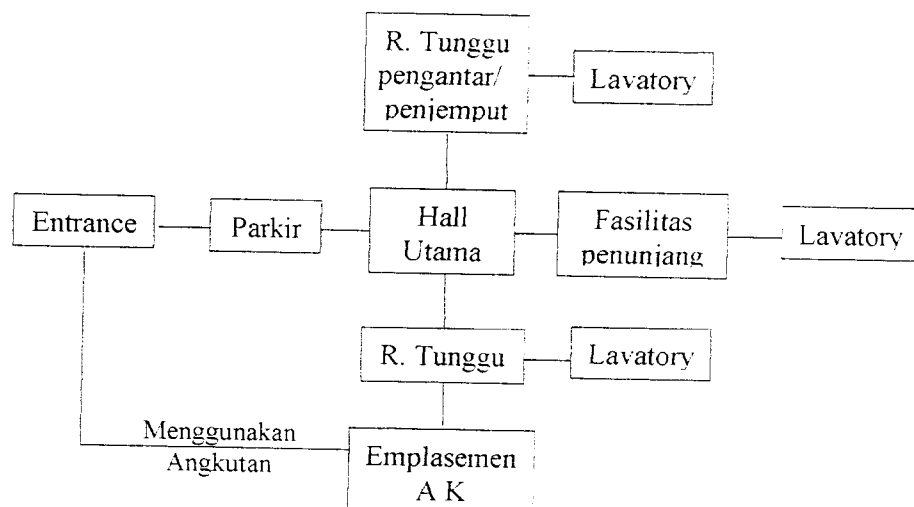 R. Tunggu
pengantar/
penjemput
Lavatory
Entrance
Parkir
Hall
Utama
Fasilitas
penunjang
Lavatory
R. Tunggu
Lavatory
Menggunakan
Angkutan
Emplasemen
A K